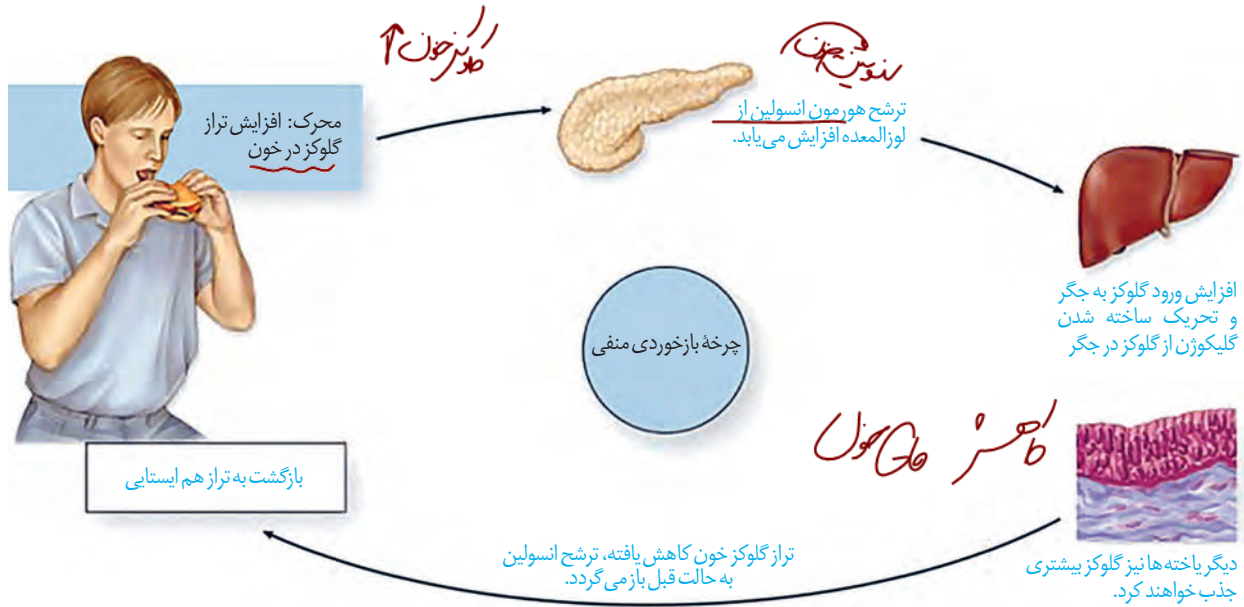 محرک: افزایش تراز
گلوکز در خون
ترشح هورمون انسولین از
لوزالمعده افزایش می‌یابد.
افزایش ورود گلوکز به جگر
و تحریک ساخته شدن
گلیکوژن از گلوکز در جگر
چرخهٔ بازخوردی منفی
کاهش خون
دیگر یاخته‌ها نیز گلوکز بیشتری
جذب خواهند کرد.
تراز گلوکز خون کاهش یافته، ترشح انسولین
به حالت قبل باز می‌گردد.
بازگشت به تراز هم ایستایی